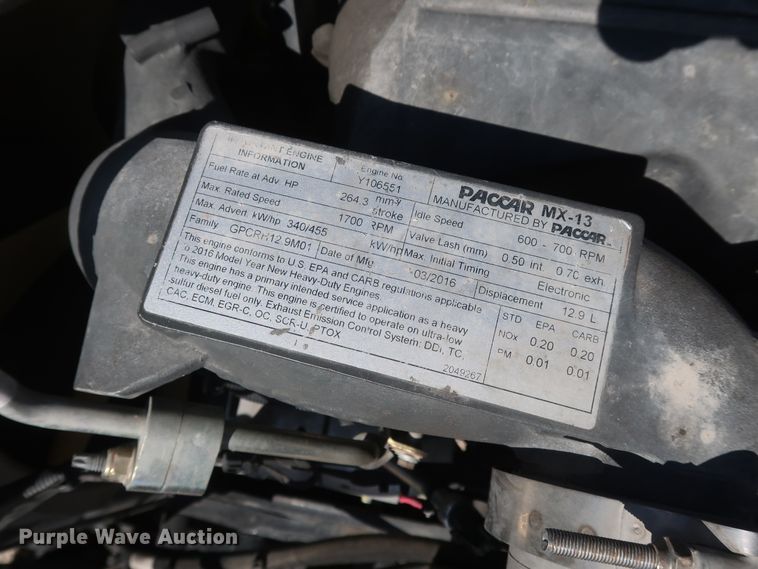 IMPORTANT ENGINE
INFORMATION
Engine No.
Y106551
PACCAR MX-13
MANUFACTURED BY PACCAR
Fuel Rate at Adv. HP 264.3 mm³/
stroke
Idle Speed 600 - 700 RPM
Max. Rated Speed 1700 RPM
Valve Lash (mm) 0.50 int. 0.70 exh
Max. Advert. kW/hp 340/455 kW/hp
Max. Initial Timing Electronic
Family GPCRH12.9M01
Date of Mfg 03/2016
Displacement 12.9 L
This engine conforms to U.S. EPA and CARB regulations applicable
to 2016 Model Year New Heavy-Duty Engines.
This engine has a primary intended service application as a heavy
heavy-duty engine. This engine is certified to operate on ultra-low
sulfur diesel fuel only. Exhaust Emission Control System: DDI, TC,
CAC, ECM, EGR-C, OC, SCR-U, PTOX
STD EPA CARB
NOx 0.20 0.20
PM 0.01 0.01
2049267
Purple Wave Auction